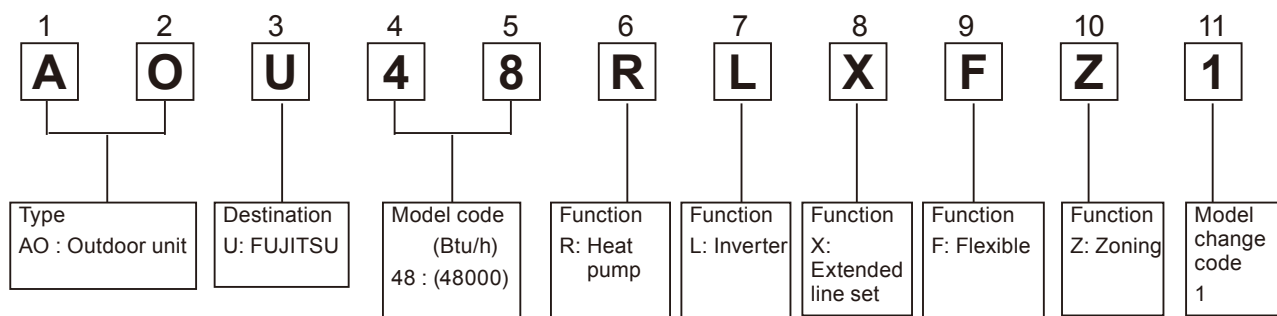 1 2 3 4 5 6 7 8 9 10 11
A O U 4 8 R L X F Z 1
Type
AO : Outdoor unit
Destination
U: FUJITSU
Model code
(Btu/h)
48 : (48000)
Function
R: Heat
pump
Function
L: Inverter
Function
X:
Extended
line set
Function
F: Flexible
Function
Z: Zoning
Model
change
code
1